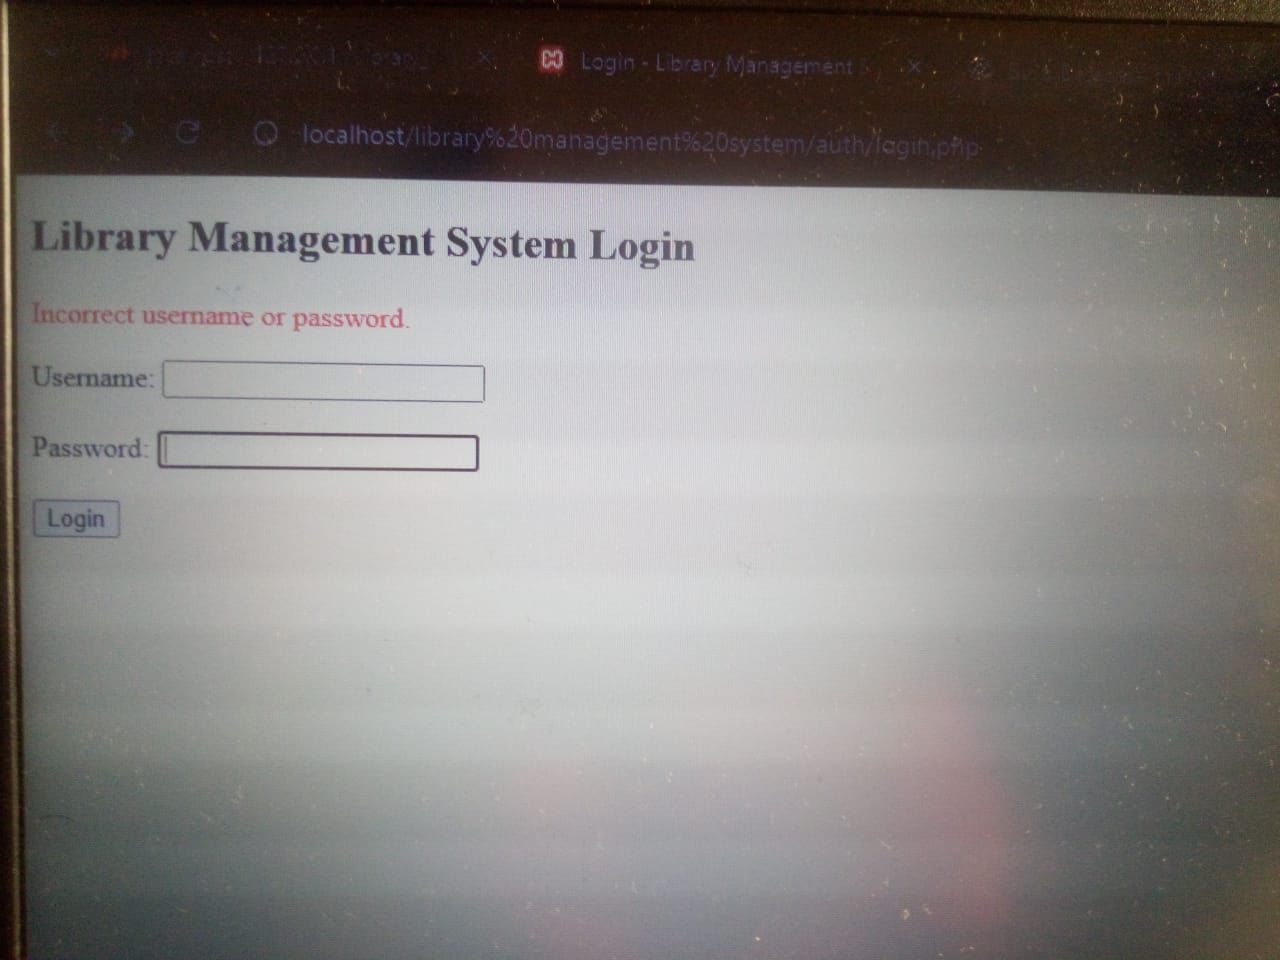 Login - Library Management
localhost/library%20management%20system/auth/login.php
Library Management System Login
Incorrect username or password.
Username:
Password:
Login